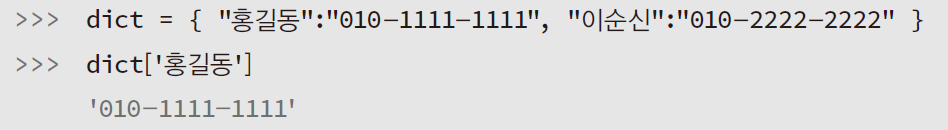 >>> dict = { "홍길동":"010-1111-1111", "이순신":"010-2222-2222" }
>>> dict['홍길동']
'010-1111-1111'